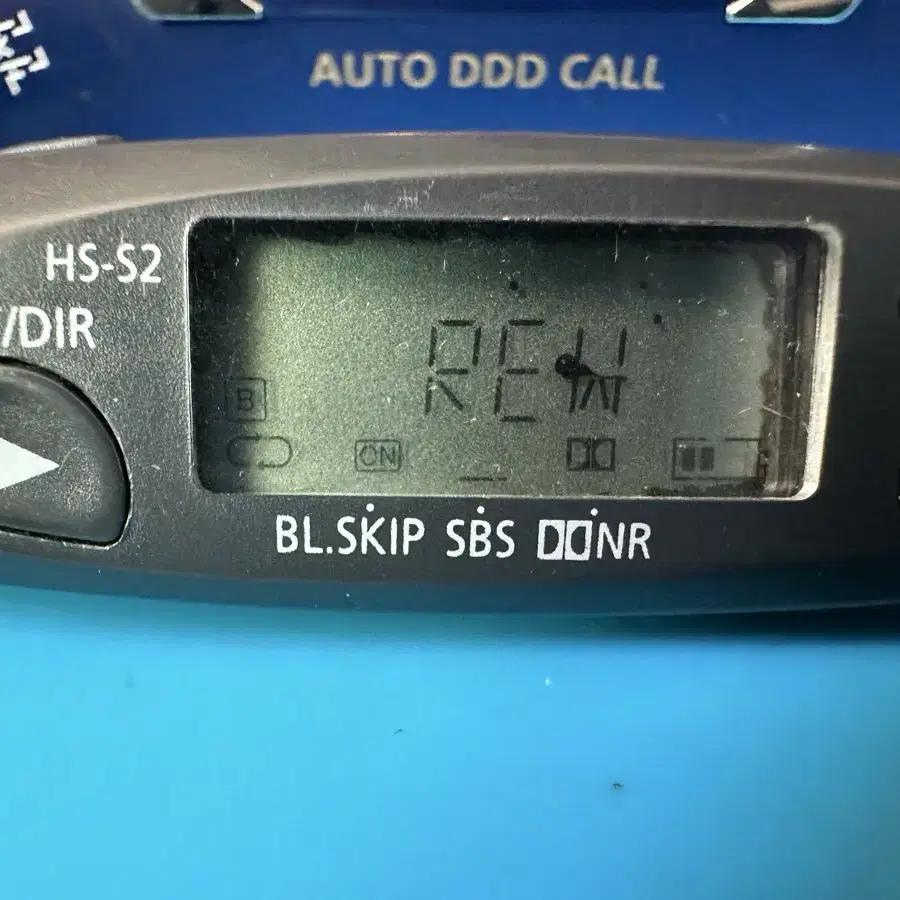 AUTO DDD CALL
HS-S2
/DIR
REW
B
ON
BL.SKIP SBS NR